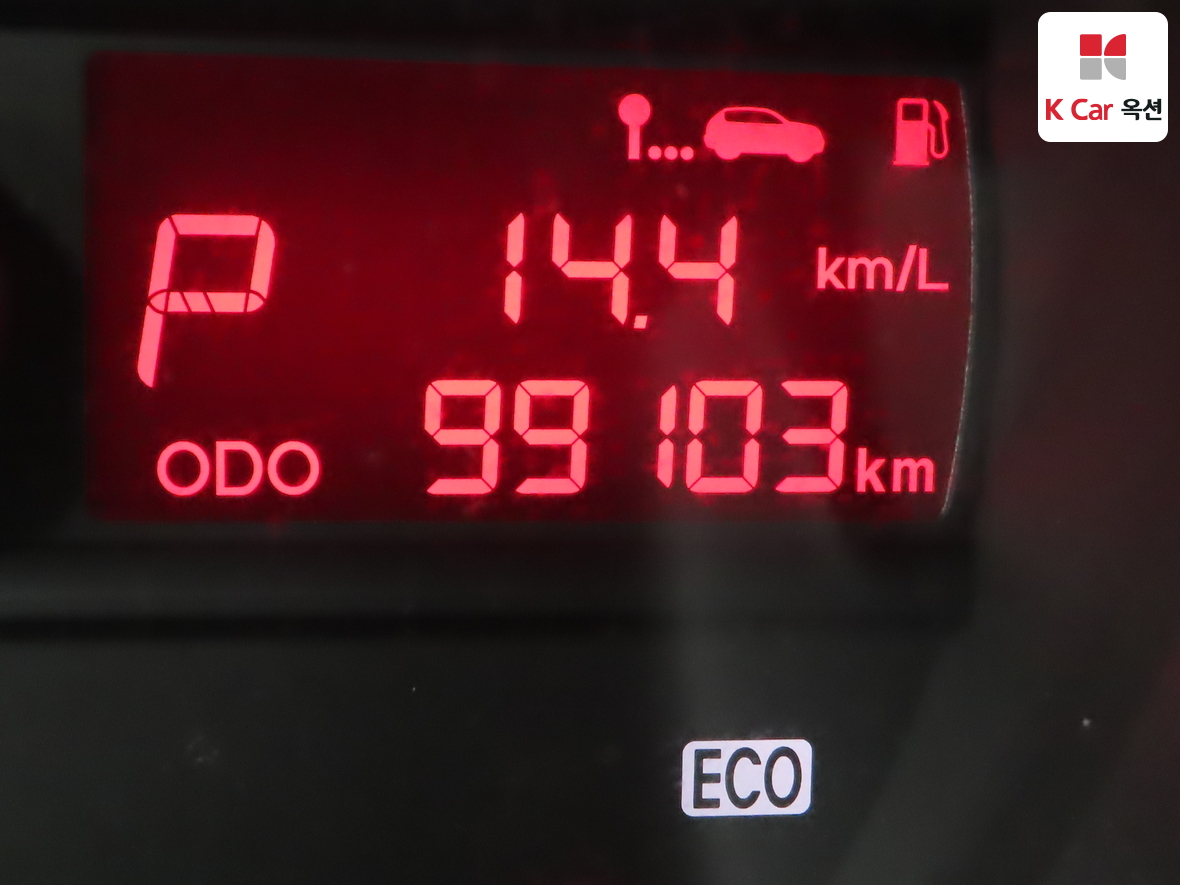 K Car 옥션
P 14.4 km/L
ODO 99103 km
ECO